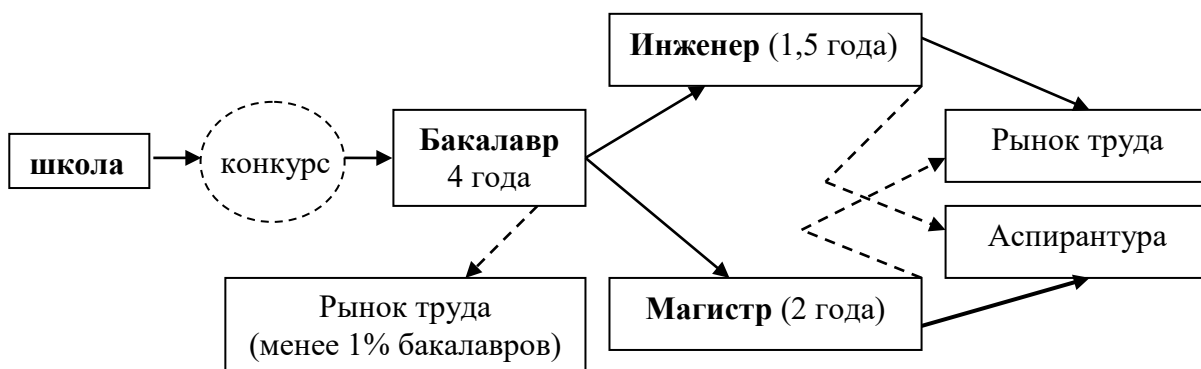 школа
конкурс
Бакалавр
4 года
Рынок труда
(менее 1% бакалавров)
Инженер (1,5 года)
Магистр (2 года)
Рынок труда
Аспирантура